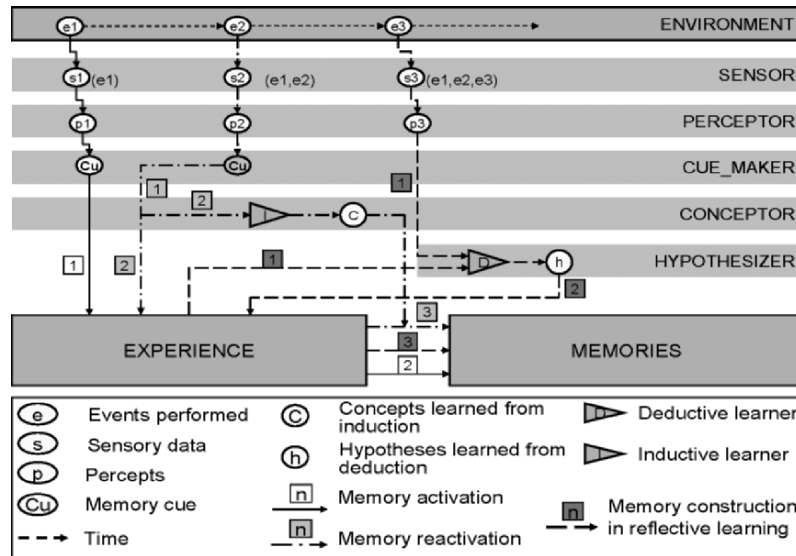 e1 e2 e3 ENVIRONMENT
s1 (e1) s2 (e1,e2) s3 (e1,e2,e3) SENSOR
p1 p2 p3 PERCEPTOR
Cu Cu CUE_MAKER
1 1
2 I C CONCEPTOR
1 2 1 D h HYPOTHESIZER
2
3
EXPERIENCE 3 MEMORIES
2
e Events performed
s Sensory data
p Percepts
Cu Memory cue
Time
C Concepts learned from
induction
h Hypotheses learned from
deduction
n Memory activation
n Memory reactivation
D Deductive learner
I Inductive learner
n Memory construction
in reflective learning